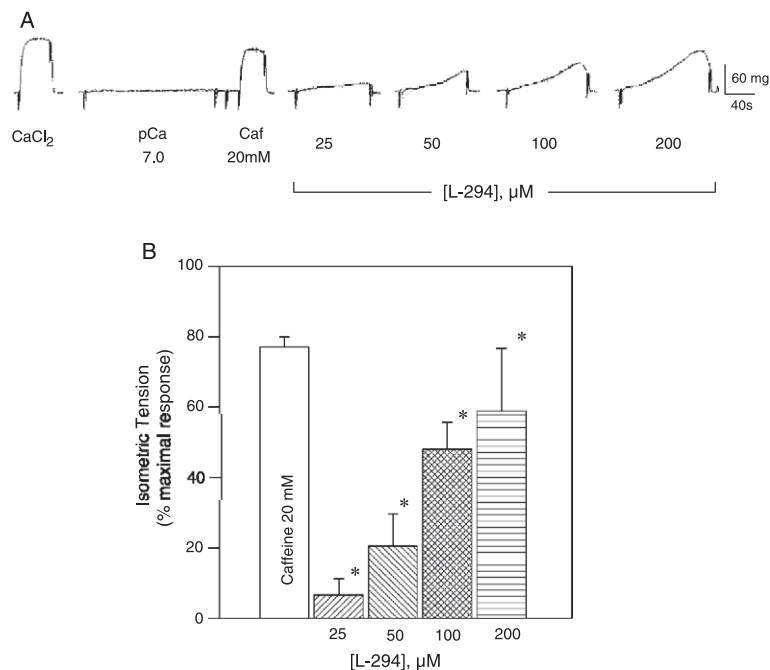 A
60 mg
40s
CaCl2 pCa Caf 25 50 100 200
7.0 20mM
[L-294], µM
B
100
80
60
40
20
0
Isometric Tension
(% maximal response)
Caffeine 20 mM
*
*
*
*
25 50 100 200
[L-294], µM